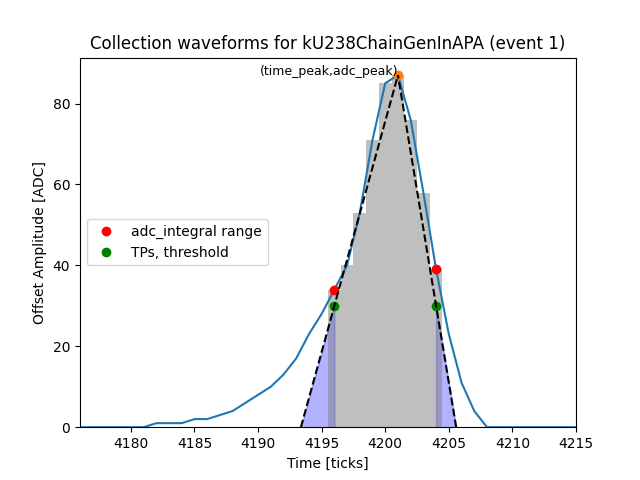 Collection waveforms for kU238ChainGenInAPA (event 1)
(time_peak,adc_peak)
80
60
40
20
0
Offset Amplitude [ADC]
adc_integral range
TPs, threshold
4180 4185 4190 4195 4200 4205 4210 4215
Time [ticks]